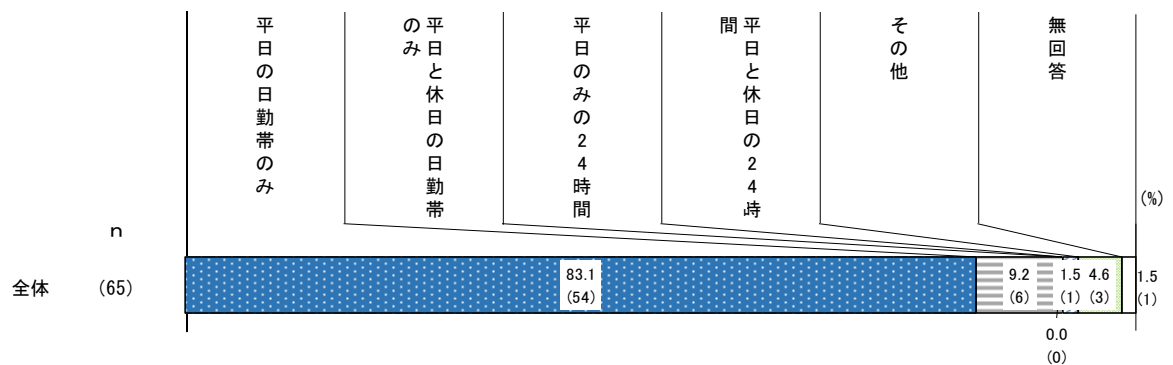 平日の日勤帯のみ
平日と休日の日勤帯
のみ
平日のみの24時間
平日と休日の24時
間
その他
無回答
(%)
n
全体 (65)
83.1
(54)
9.2
(6)
1.5
(1)
4.6
(3)
1.5
(1)
0.0
(0)